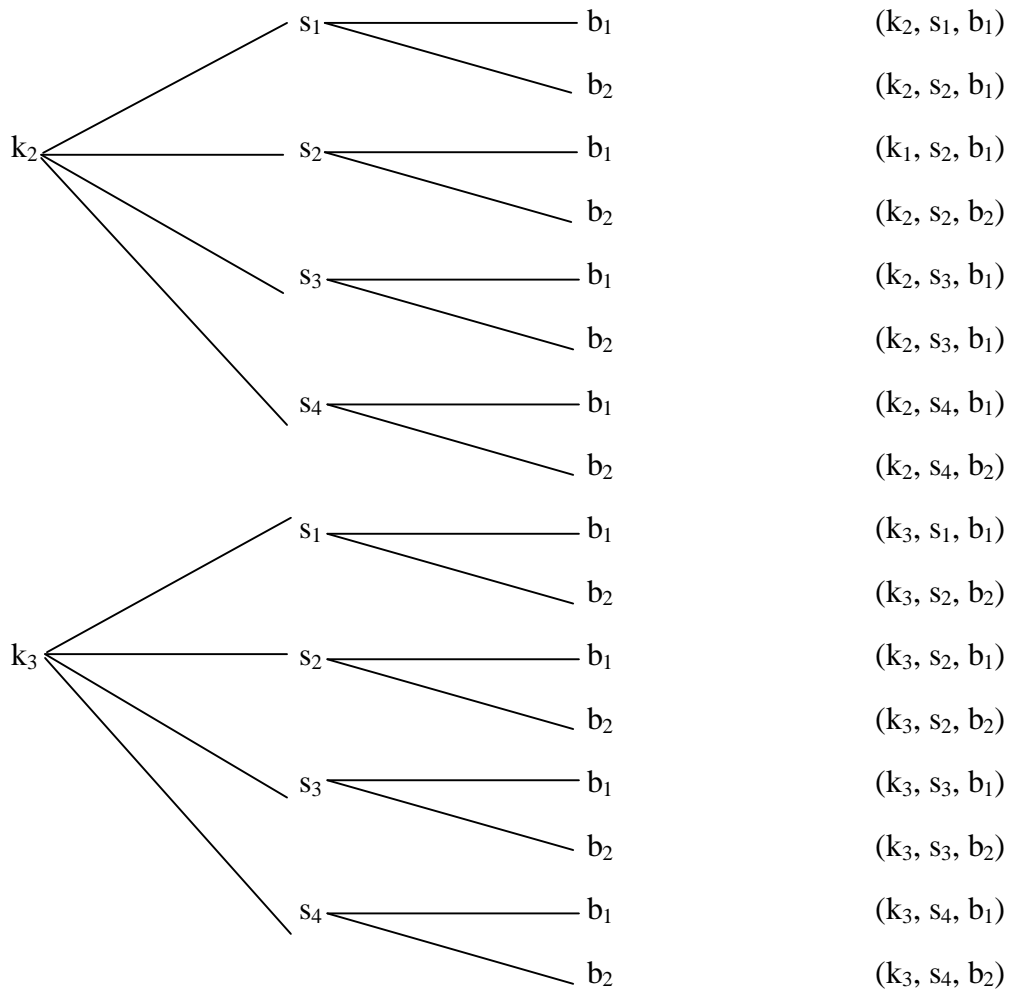 s₁ b₁ (k₂, s₁, b₁)
b₂ (k₂, s₂, b₁)
k₂ s₂ b₁ (k₁, s₂, b₁)
b₂ (k₂, s₂, b₂)
s₃ b₁ (k₂, s₃, b₁)
b₂ (k₂, s₃, b₁)
s₄ b₁ (k₂, s₄, b₁)
b₂ (k₂, s₄, b₂)
s₁ b₁ (k₃, s₁, b₁)
b₂ (k₃, s₂, b₂)
k₃ s₂ b₁ (k₃, s₂, b₁)
b₂ (k₃, s₂, b₂)
s₃ b₁ (k₃, s₃, b₁)
b₂ (k₃, s₃, b₂)
s₄ b₁ (k₃, s₄, b₁)
b₂ (k₃, s₄, b₂)